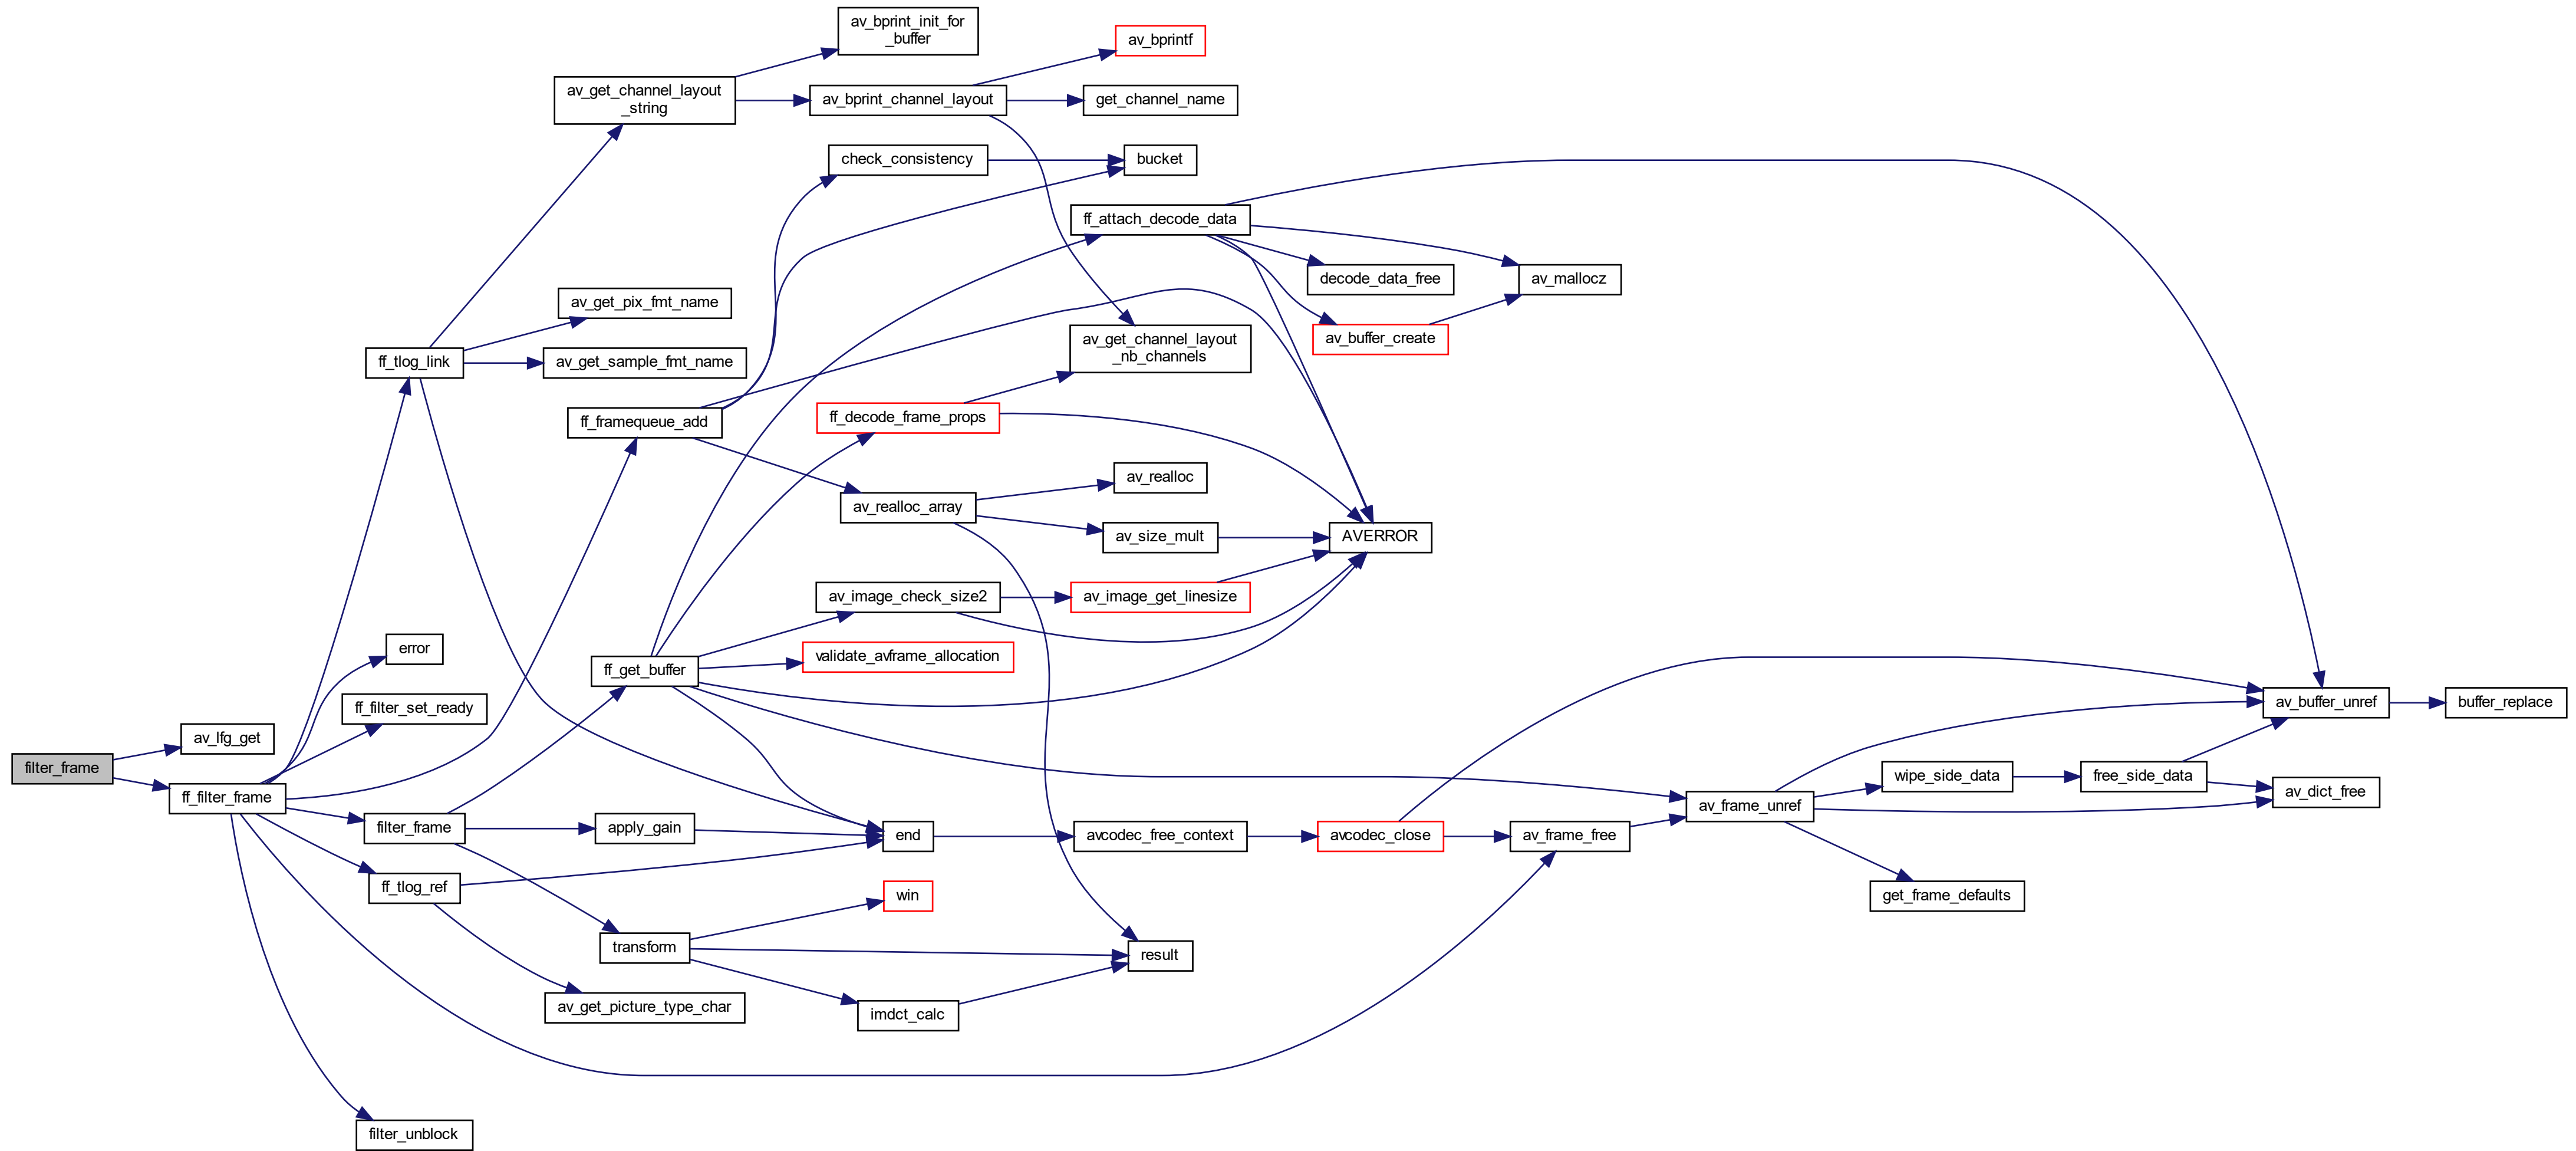 av_bprint_init_for
_buffer
av_bprintf
av_get_channel_layout
_string
av_bprint_channel_layout
get_channel_name
check_consistency
bucket
ff_attach_decode_data
decode_data_free
av_mallocz
av_get_pix_fmt_name
av_buffer_create
av_get_channel_layout
_nb_channels
ff_tlog_link
av_get_sample_fmt_name
ff_framequeue_add
ff_decode_frame_props
av_realloc
av_realloc_array
av_size_mult
AVERROR
av_image_check_size2
av_image_get_linesize
error
ff_get_buffer
validate_avframe_allocation
ff_filter_set_ready
av_buffer_unref
buffer_replace
av_lfg_get
filter_frame
wipe_side_data
free_side_data
av_dict_free
ff_filter_frame
av_frame_unref
filter_frame
apply_gain
end
avcodec_free_context
avcodec_close
av_frame_free
ff_tlog_ref
win
get_frame_defaults
transform
result
av_get_picture_type_char
imdct_calc
filter_unblock